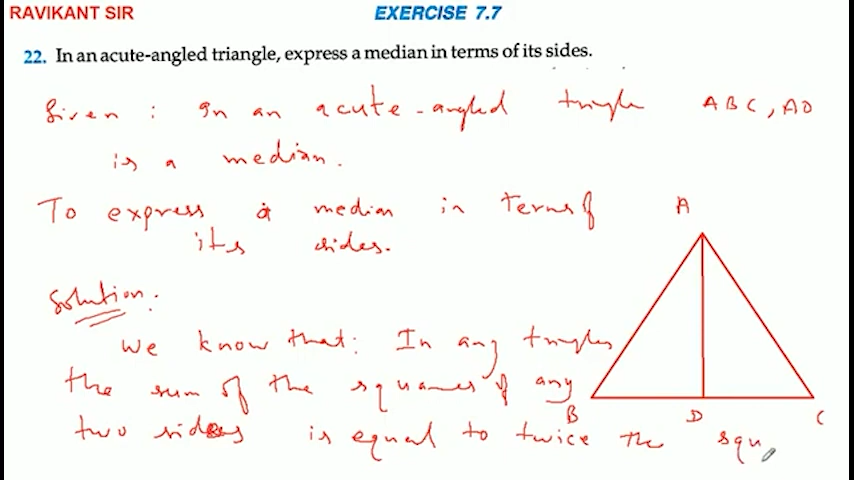 RAVIKANT SIR
EXERCISE 7.7
22. In an acute-angled triangle, express a median in terms of its sides.
Given : In an acute-angled triangle ABC, AD
is a median.
To express a median in terms of
its sides.
A
Solution:
We know that: In any triangles
the sum of the squares of any
B D C
two sides is equal to twice the squ